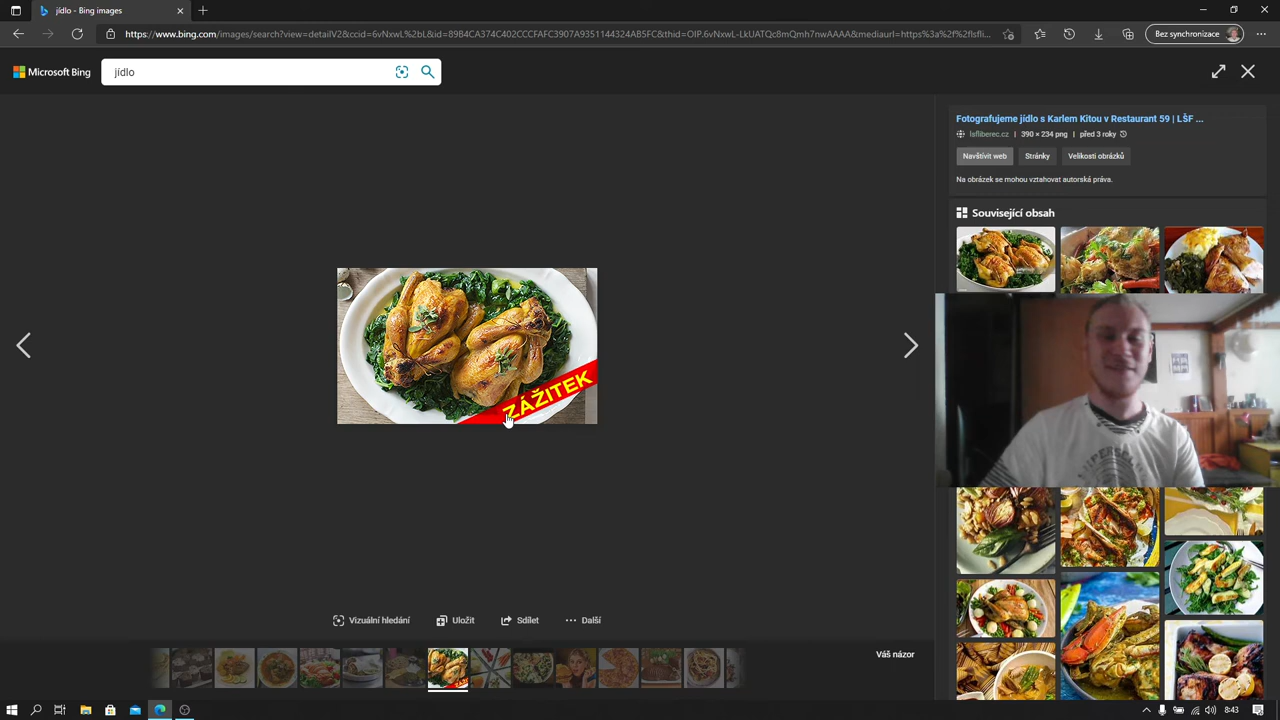 jídlo - Bing images
https://www.bing.com/images/search?view=detailV2&ccid=6vNxwL%2bL&id=89B4CA374C402CCCFAFC3907A9351144324AB5FC&thid=OIP.6vNxwL-LkUATQc8mQmh7nwAAAA&mediaurl=https%3a%2f%2flsfli...
Bez synchronizace
Microsoft Bing
jídlo
Fotografujeme jídlo s Karlem Kitou v Restaurant 59 | LŠF ...
lsfliberec.cz | 390 × 234 png | před 3 roky
Navštívit web
Stránky
Velikosti obrázků
Na obrázek se mohou vztahovat autorská práva.
Související obsah
ZÁŽITEK
Vizuální hledání
Uložit
Sdílet
Další
Váš názor
8:43